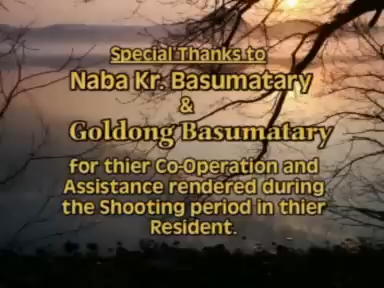 Special Thanks to
Naba Kr. Basumatary
&
Goldong Basumatary
for thier Co-Operation and
Assistance rendered during
the Shooting period in thier
Resident.